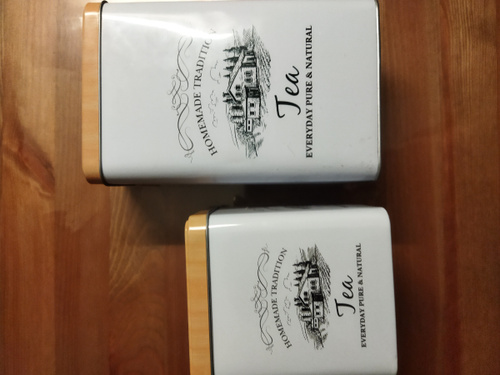 HOMEMADE TRADITION
Tea
EVERYDAY PURE & NATURAL
HOMEMADE TRADITION
Tea
EVERYDAY PURE & NATURAL